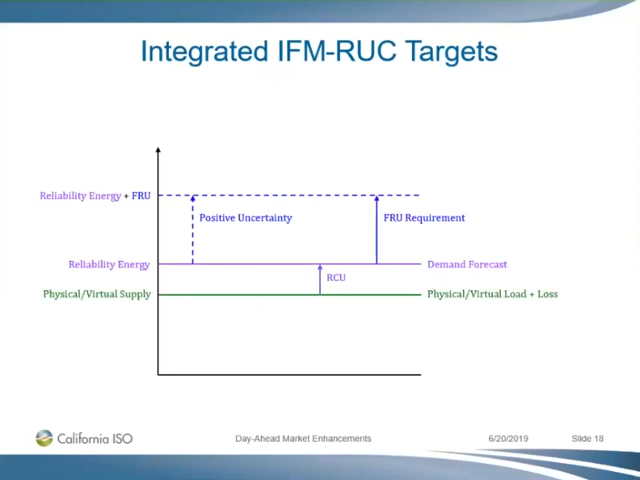 Integrated IFM-RUC Targets
Reliability Energy + FRU
Positive Uncertainty
FRU Requirement
Reliability Energy
Demand Forecast
RCU
Physical/Virtual Supply
Physical/Virtual Load + Loss
California ISO
Day-Ahead Market Enhancements
6/20/2019
Slide 18